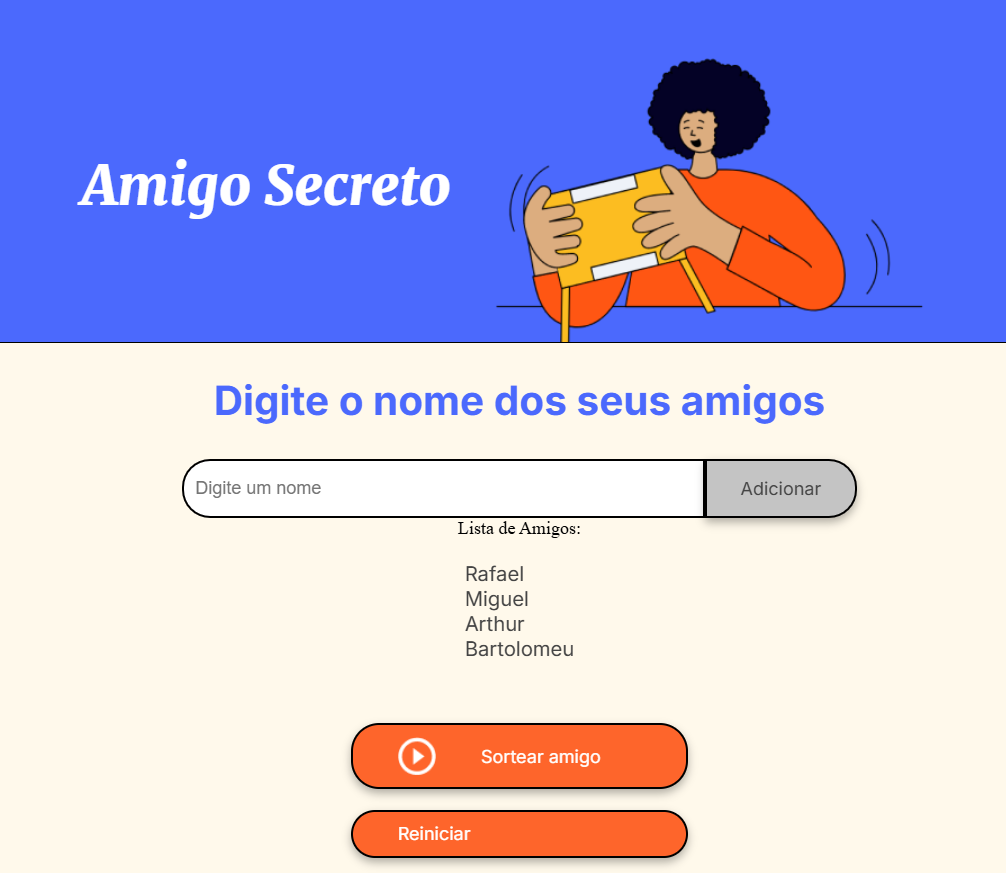 Amigo Secreto
Digite o nome dos seus amigos
Digite um nome
Adicionar
Lista de Amigos:
Rafael
Miguel
Arthur
Bartolomeu
Sortear amigo
Reiniciar